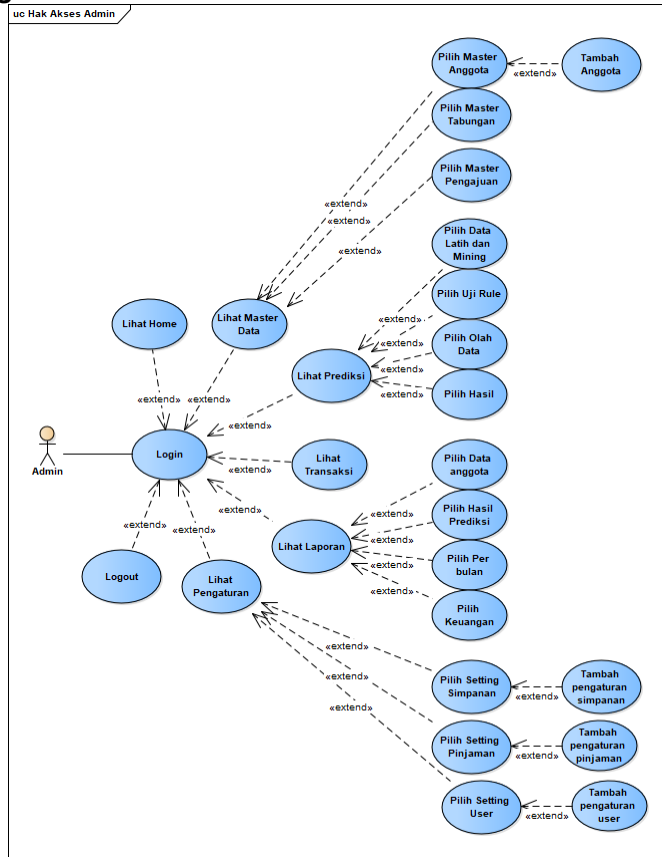 uc Hak Akses Admin
Pilih Master
Anggota
«extend»
Tambah
Anggota
Pilih Master
Tabungan
Pilih Master
Pengajuan
«extend»
«extend»
«extend»
Pilih Data
Latih dan
Mining
Pilih Uji Rule
Pilih Olah
Data
Pilih Hasil
Lihat Home
Lihat Master
Data
Lihat Prediksi
«extend»
«extend»
«extend»
«extend»
«extend»
«extend»
«extend»
Admin
Login
«extend»
Lihat
Transaksi
Pilih Data
anggota
Pilih Hasil
Prediksi
Pilih Per
bulan
Pilih
Keuangan
«extend»
«extend»
«extend»
«extend»
«extend»
Lihat Laporan
«extend»
«extend»
Logout
Lihat
Pengaturan
«extend»
«extend»
«extend»
Pilih Setting
Simpanan
«extend»
Tambah
pengaturan
simpanan
Pilih Setting
Pinjaman
«extend»
Tambah
pengaturan
pinjaman
Pilih Setting
User
«extend»
Tambah
pengaturan
user